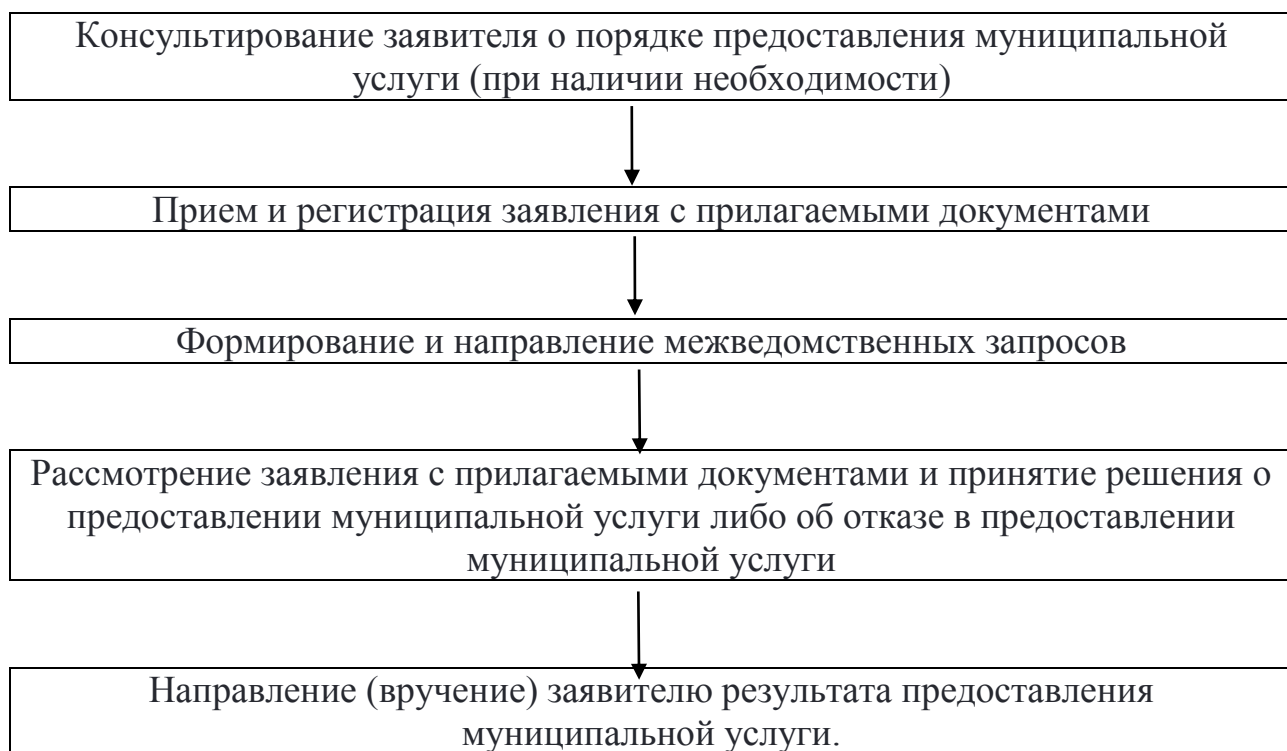 Консультирование заявителя о порядке предоставления муниципальной
услуги (при наличии необходимости)
Прием и регистрация заявления с прилагаемыми документами
Формирование и направление межведомственных запросов
Рассмотрение заявления с прилагаемыми документами и принятие решения о
предоставлении муниципальной услуги либо об отказе в предоставлении
муниципальной услуги
Направление (вручение) заявителю результата предоставления
муниципальной услуги.